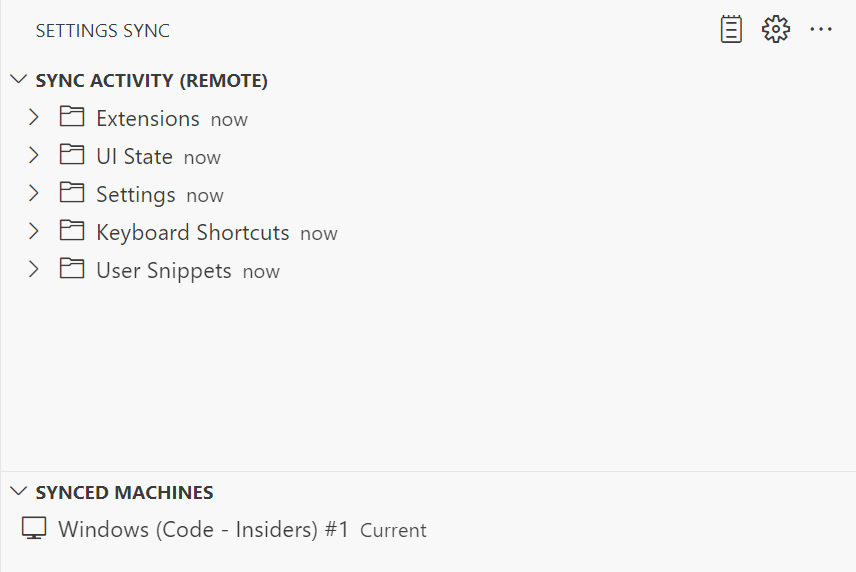 SETTINGS SYNC
SYNC ACTIVITY (REMOTE)
Extensions now
UI State now
Settings now
Keyboard Shortcuts now
User Snippets now
SYNCED MACHINES
Windows (Code - Insiders) #1 Current